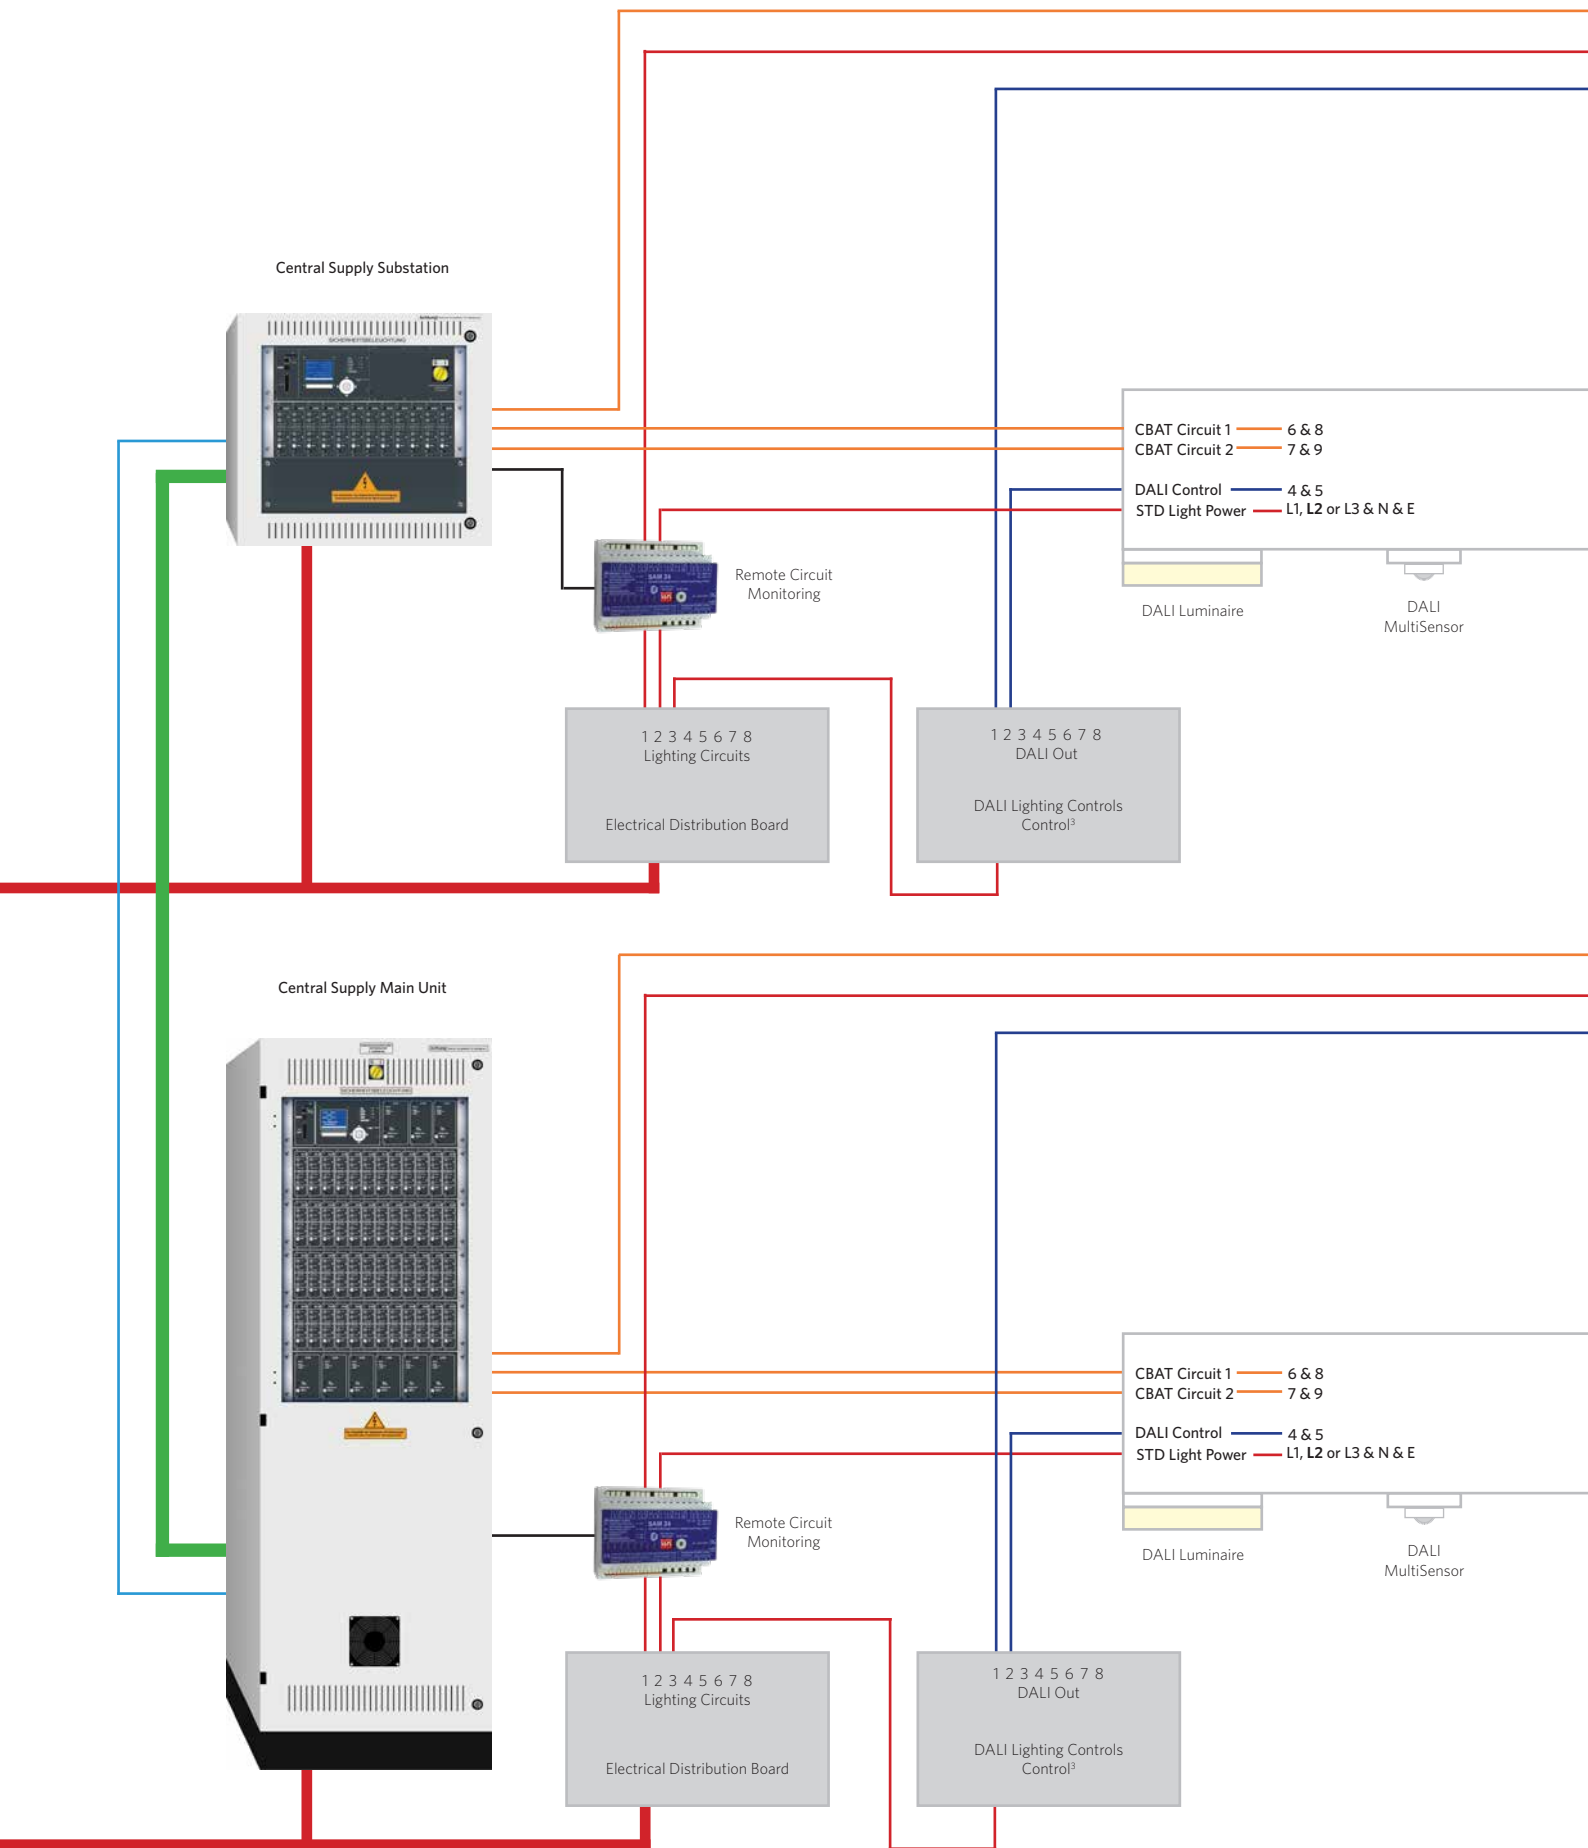 Central Supply Substation
SICHERHEITSBELEUCHTUNG
CBAT Circuit 1 6 & 8
CBAT Circuit 2 7 & 9
DALI Control 4 & 5
STD Light Power L1, L2 or L3 & N & E
SAM 24
Remote Circuit
Monitoring
DALI Luminaire
DALI
MultiSensor
1 2 3 4 5 6 7 8
Lighting Circuits
Electrical Distribution Board
1 2 3 4 5 6 7 8
DALI Out
DALI Lighting Controls
Control³
Central Supply Main Unit
SICHERHEITSBELEUCHTUNG
CBAT Circuit 1 6 & 8
CBAT Circuit 2 7 & 9
DALI Control 4 & 5
STD Light Power L1, L2 or L3 & N & E
SAM 24
Remote Circuit
Monitoring
DALI Luminaire
DALI
MultiSensor
1 2 3 4 5 6 7 8
Lighting Circuits
Electrical Distribution Board
1 2 3 4 5 6 7 8
DALI Out
DALI Lighting Controls
Control³